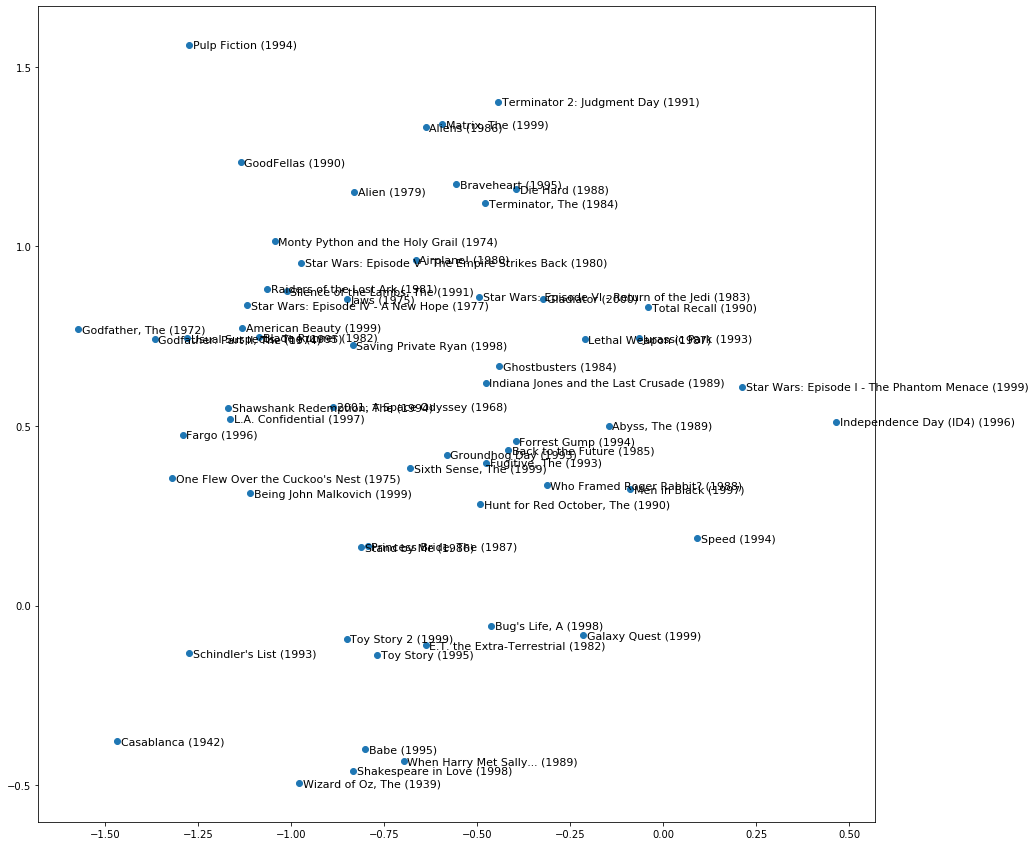 Pulp Fiction (1994)
1.5
Terminator 2: Judgment Day (1991)
Matrix, The (1999)
Aliens (1986)
GoodFellas (1990)
Braveheart (1995)
Die Hard (1988)
Alien (1979)
Terminator, The (1984)
1.0
Monty Python and the Holy Grail (1974)
Airplane! (1980)
Star Wars: Episode V - The Empire Strikes Back (1980)
Raiders of the Lost Ark (1981)
Silence of the Lambs, The (1991)
Jaws (1975)
Star Wars: Episode VI - Return of the Jedi (1983)
Gladiator (2000)
Star Wars: Episode IV - A New Hope (1977)
Total Recall (1990)
Godfather, The (1972)
American Beauty (1999)
Godfather: Part II, The (1974)
Usual Suspects, The (1995)
Blade Runner (1982)
Saving Private Ryan (1998)
Lethal Weapon (1987)
Jurassic Park (1993)
Ghostbusters (1984)
Indiana Jones and the Last Crusade (1989)
Star Wars: Episode I - The Phantom Menace (1999)
Shawshank Redemption, The (1994)
2001: A Space Odyssey (1968)
L.A. Confidential (1997)
0.5
Abyss, The (1989)
Independence Day (ID4) (1996)
Fargo (1996)
Forrest Gump (1994)
Back to the Future (1985)
Groundhog Day (1993)
Fugitive, The (1993)
Sixth Sense, The (1999)
One Flew Over the Cuckoo's Nest (1975)
Being John Malkovich (1999)
Who Framed Roger Rabbit? (1988)
Men in Black (1997)
Hunt for Red October, The (1990)
Speed (1994)
Princess Bride, The (1987)
Stand by Me (1986)
0.0
Bug's Life, A (1998)
Galaxy Quest (1999)
Toy Story 2 (1999)
E.T. the Extra-Terrestrial (1982)
Schindler's List (1993)
Toy Story (1995)
Casablanca (1942)
Babe (1995)
When Harry Met Sally... (1989)
Shakespeare in Love (1998)
Wizard of Oz, The (1939)
−0.5
−1.50 −1.25 −1.00 −0.75 −0.50 −0.25 0.00 0.25 0.50